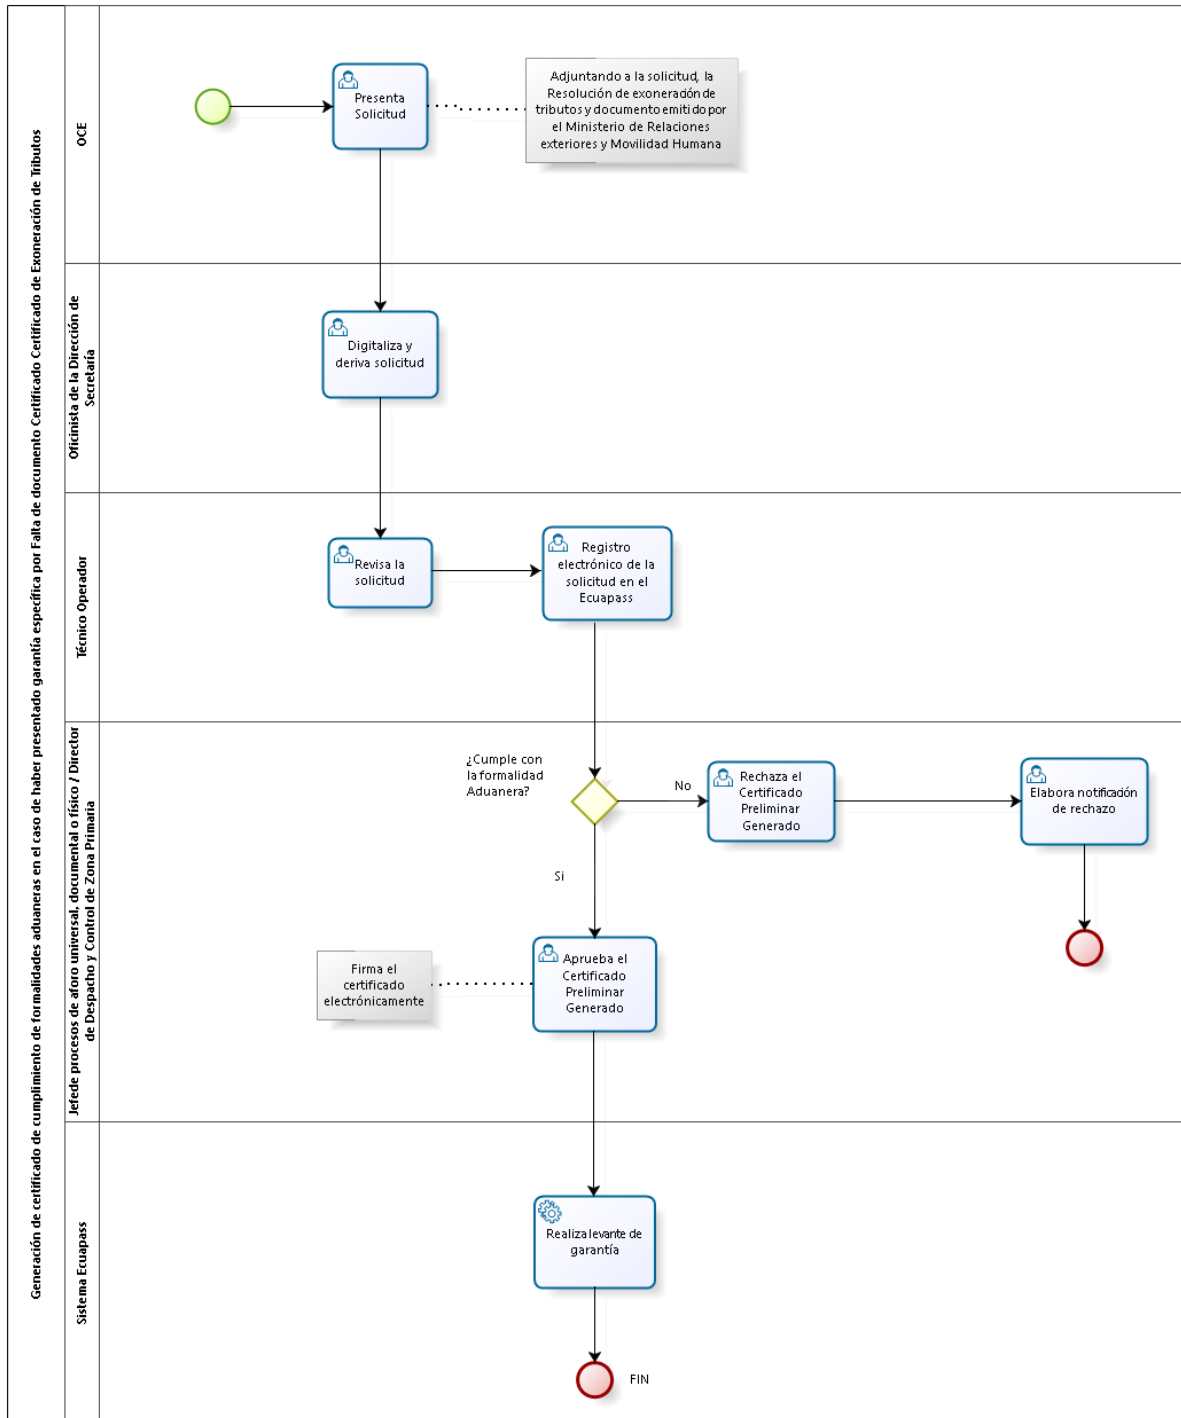 Generación de certificado de cumplimiento de formalidades aduaneras en el caso de haber presentado garantía específica por Falta de documento Certificado de Exoneración de Tributos
OCE
Presenta
Solicitud
Adjuntando a la solicitud, la
Resolución de exoneración de
tributos y documento emitido por
el Ministerio de Relaciones
exteriores y Movilidad Humana
Oficinista de la Dirección de
Secretaría
Digitaliza y
deriva solicitud
Técnico Operador
Revisa la
solicitud
Registro
electrónico de la
solicitud en el
Ecuapass
Jefe de procesos de aforo universal, documental o físico / Director
de Despacho y Control de Zona Primaria
¿Cumple con
la formalidad
Aduanera?
No
Rechaza el
Certificado
Preliminar
Generado
Elabora notificación
de rechazo
Si
Firma el
certificado
electrónicamente
Aprueba el
Certificado
Preliminar
Generado
Sistema Ecuapass
Realiza levante de
garantía
FIN